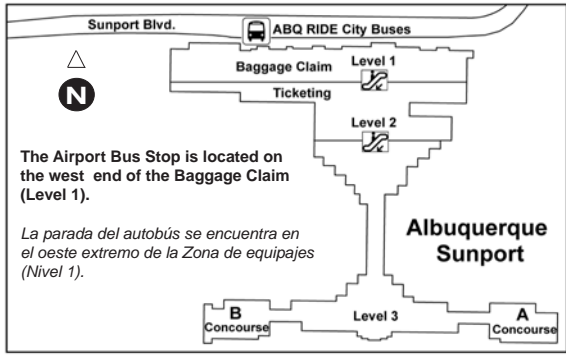 Sunport Blvd.
ABQ RIDE City Buses
N
Baggage Claim
Level 1
Ticketing
Level 2
The Airport Bus Stop is located on
the west end of the Baggage Claim
(Level 1).
La parada del autobús se encuentra en
el oeste extremo de la Zona de equipajes
(Nivel 1).
Albuquerque
Sunport
B
Concourse
Level 3
A
Concourse